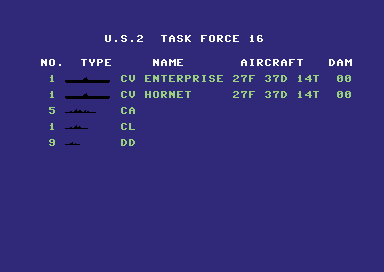 U.S.2 TASK FORCE 16
NO. TYPE NAME AIRCRAFT DAM
1 CV ENTERPRISE 27F 37D 14T 00
1 CV HORNET 27F 37D 14T 00
5 CA
1 CL
9 DD